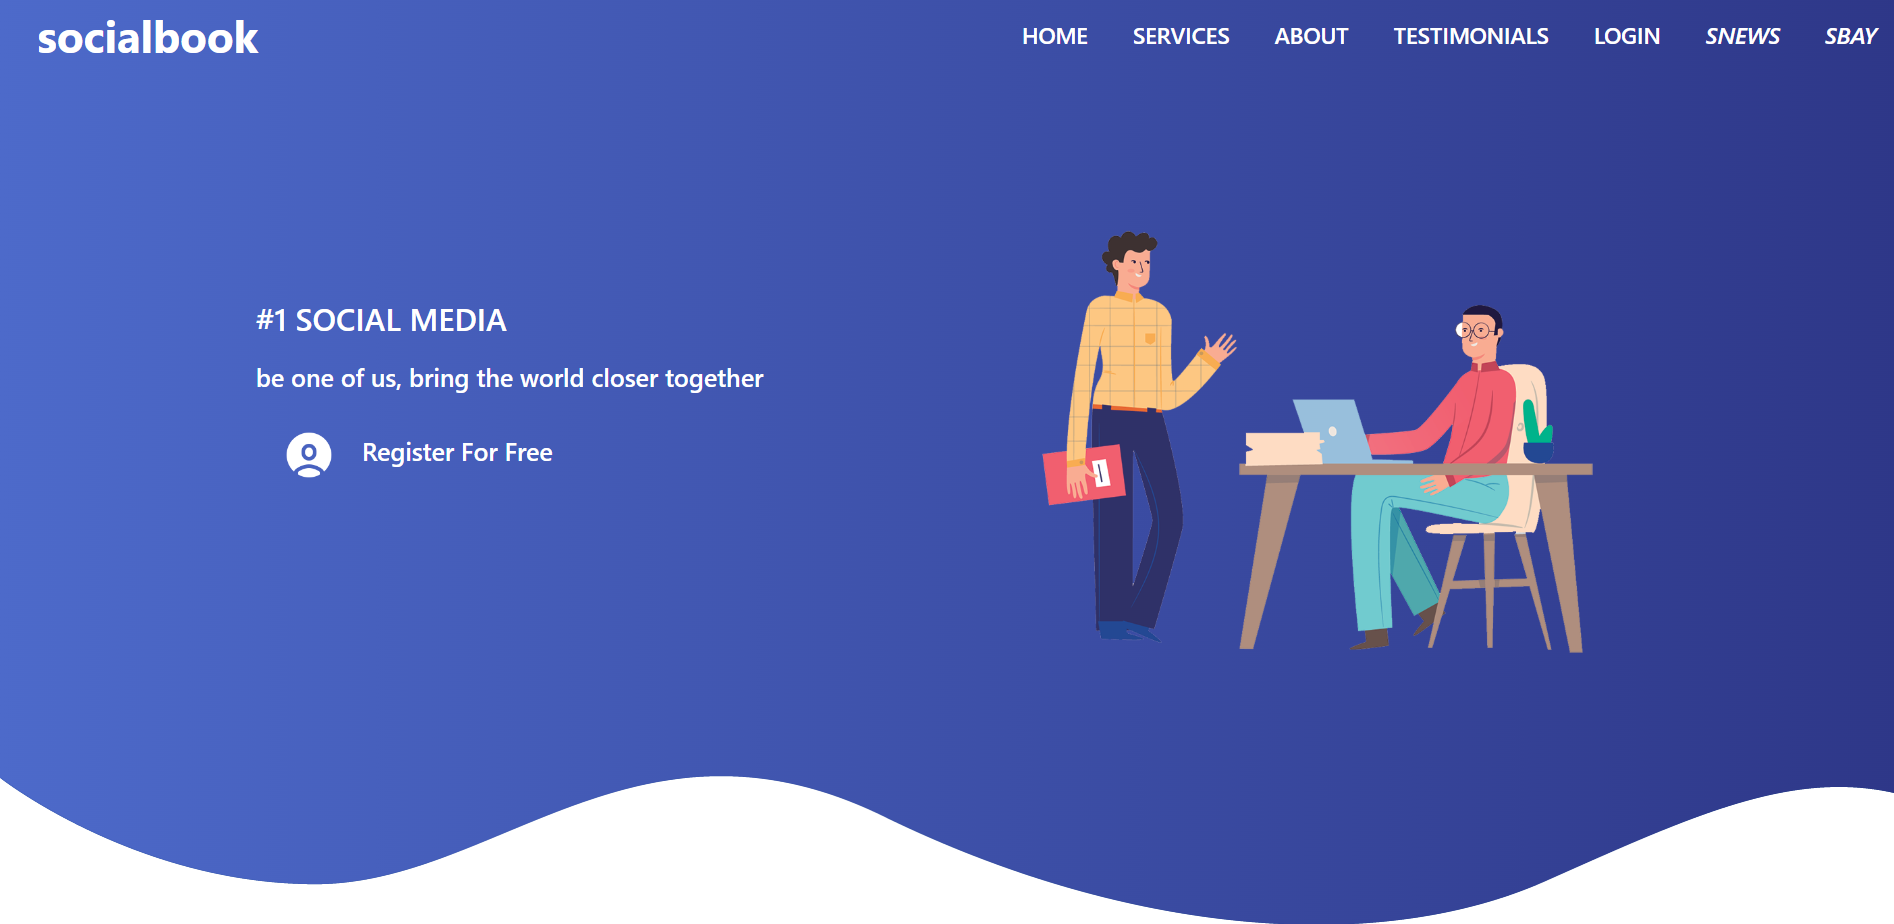 socialbook
HOME SERVICES ABOUT TESTIMONIALS LOGIN SNEWS SBAY
#1 SOCIAL MEDIA
be one of us, bring the world closer together
Register For Free